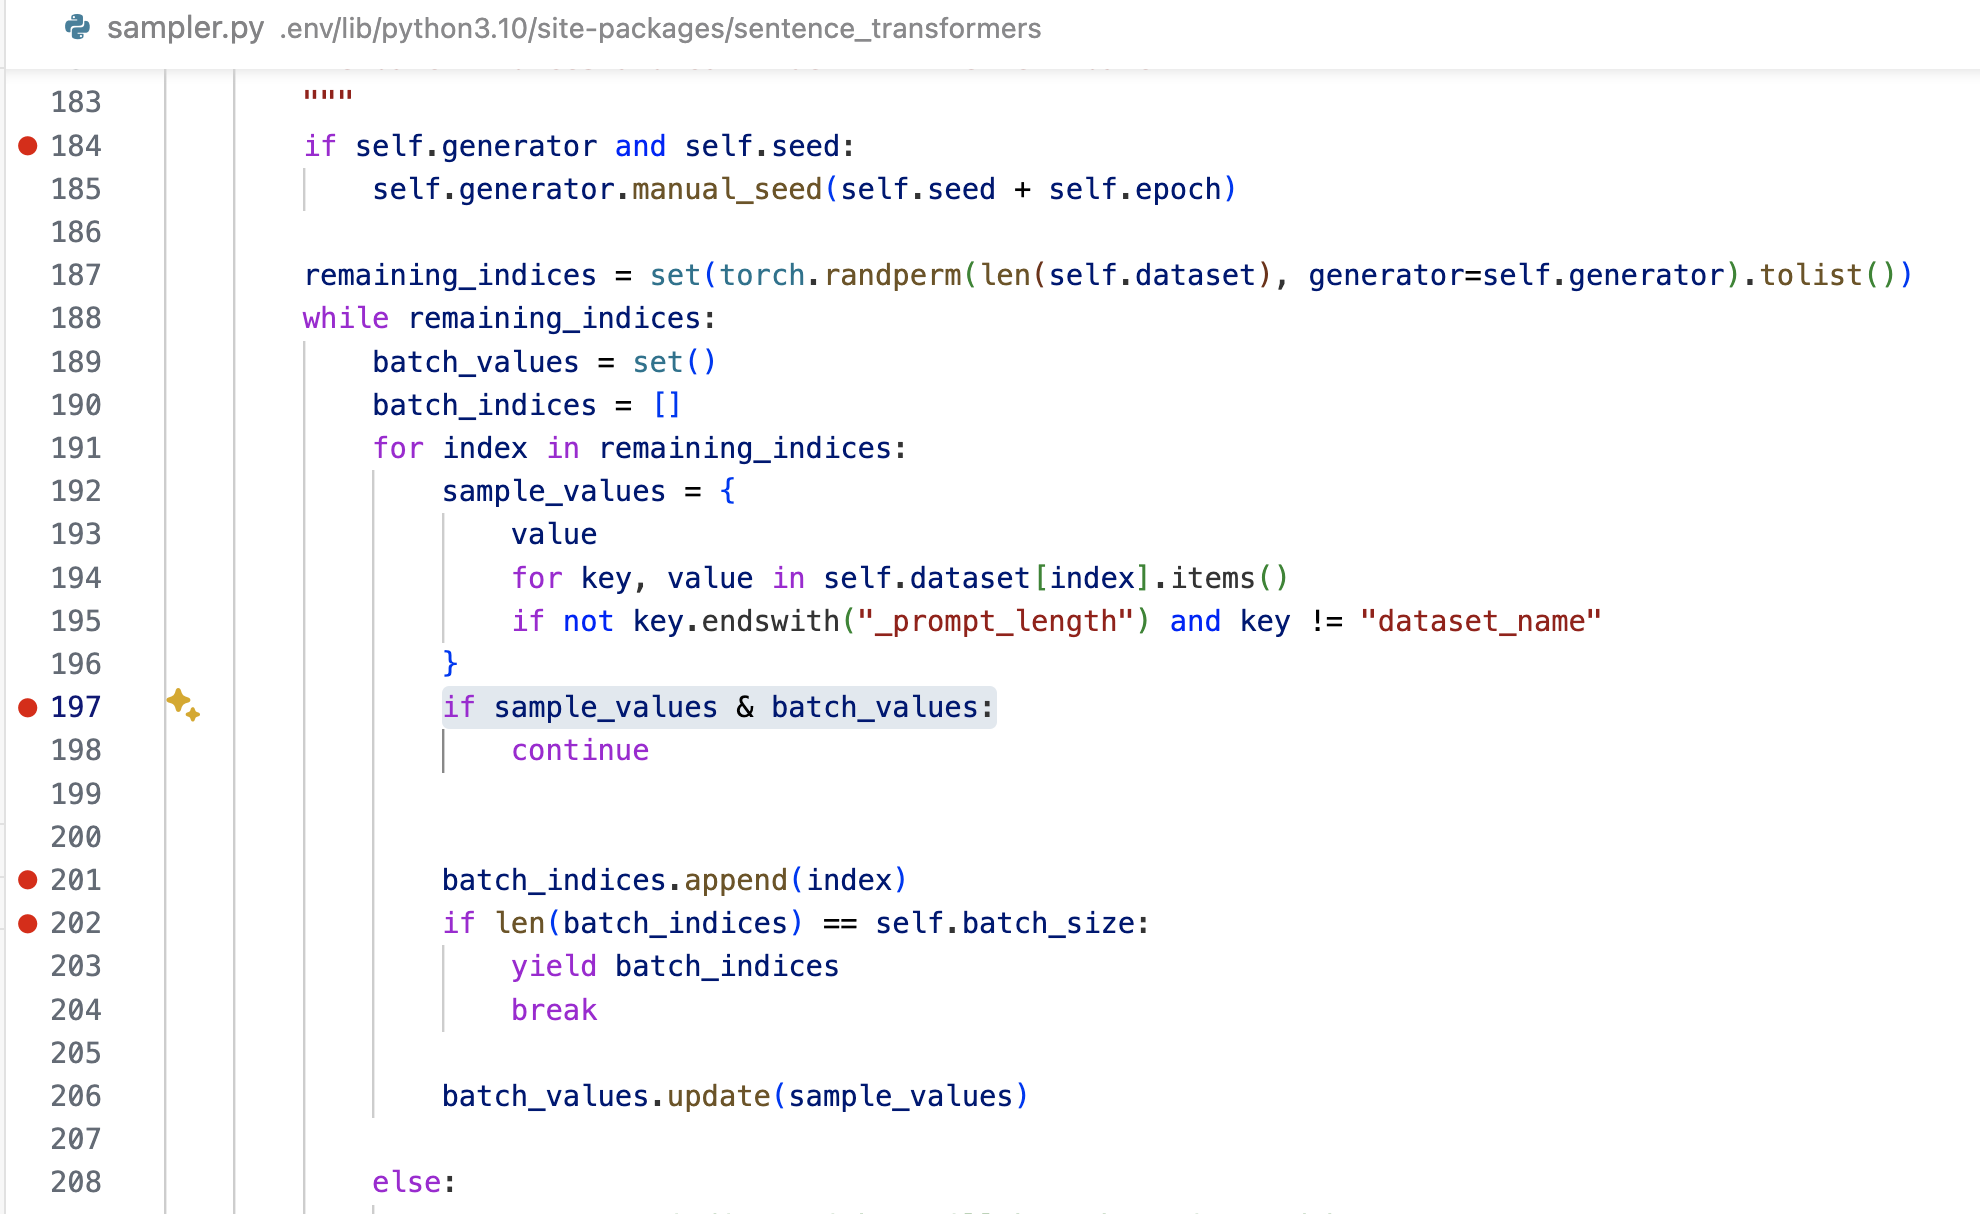 sampler.py .env/lib/python3.10/site-packages/sentence_transformers
183 """
184 if self.generator and self.seed:
185 self.generator.manual_seed(self.seed + self.epoch)
186
187 remaining_indices = set(torch.randperm(len(self.dataset), generator=self.generator).tolist())
188 while remaining_indices:
189 batch_values = set()
190 batch_indices = []
191 for index in remaining_indices:
192 sample_values = {
193 value
194 for key, value in self.dataset[index].items()
195 if not key.endswith("_prompt_length") and key != "dataset_name"
196 }
197 if sample_values & batch_values:
198 continue
199
200
201 batch_indices.append(index)
202 if len(batch_indices) == self.batch_size:
203 yield batch_indices
204 break
205
206 batch_values.update(sample_values)
207
208 else: